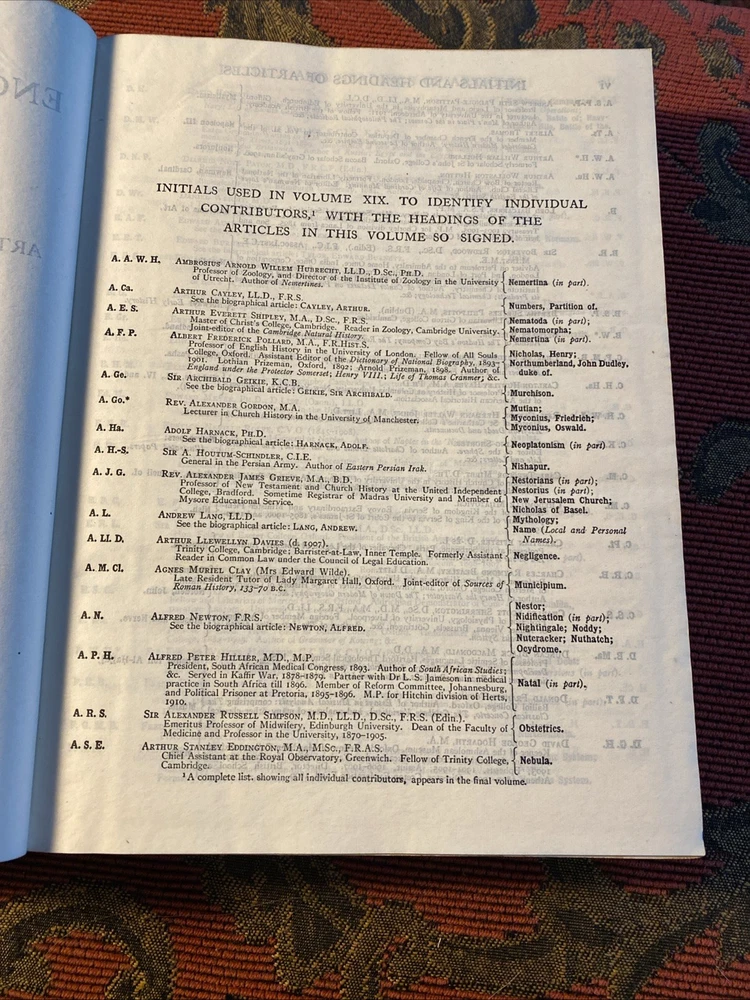 ENC
ART
INITIALS USED IN VOLUME XIX. TO IDENTIFY INDIVIDUAL
CONTRIBUTORS,¹ WITH THE HEADINGS OF THE
ARTICLES IN THIS VOLUME SO SIGNED.
A. A. W. H. AMBROSIUS ARNOLD WILLEM HUBRECHT, LL.D., D.SC., PH.D.
Professor of Zoology, and Director of the Institute of Zoology in the University
of Utrecht. Author of Nemertines.
Nemertina (in part).
A. Ca. ARTHUR CAYLEY, LL.D., F.R.S.
See the biographical article: CAYLEY, ARTHUR.
Numbers, Partition of.
A. E. S. ARTHUR EVERETT SHIPLEY, M.A., D.SC., F.R.S.
Master of Christ's College, Cambridge. Reader in Zoology, Cambridge University.
Joint-editor of the Cambridge Natural History.
Nematoda (in part);
Nematomorpha;
Nemertina (in part).
A. F. P. ALBERT FREDERICK POLLARD, M.A., F.R.HIST.S.
Professor of English History in the University of London. Fellow of All Souls
College, Oxford. Assistant Editor of the Dictionary of National Biography, 1893-
1901. Lothian Prizeman, Oxford, 1892; Arnold Prizeman, 1898. Author of
England under the Protector Somerset; Henry VIII.; Life of Thomas Cranmer; &c.
Nicholas, Henry;
Northumberland, John Dudley,
duke of.
A. Ge. SIR ARCHIBALD GEIKIE, K.C.B.
See the biographical article: GEIKIE, SIR ARCHIBALD.
Murchison.
A. Go.* REV. ALEXANDER GORDON, M.A.
Lecturer in Church History in the University of Manchester.
Mutian;
Myconius, Friedrich;
Myconius, Oswald.
A. Ha. ADOLF HARNACK, PH.D.
See the biographical article: HARNACK, ADOLF.
Neoplatonism (in part)
A. H.-S. SIR A. HOUTUM-SCHINDLER, C.I.E.
General in the Persian Army. Author of Eastern Persian Irak.
Nishapur.
A. J. G. REV. ALEXANDER JAMES GRIEVE, M.A., B.D.
Professor of New Testament and Church History at the United Independent
College, Bradford. Sometime Registrar of Madras University and Member of
Mysore Educational Service.
Nestorians (in part);
Nestorius (in part);
New Jerusalem Church;
Nicholas of Basel.
A. L. ANDREW LANG, LL.D.
See the biographical article: LANG, ANDREW.
Mythology;
Name (Local and Personal
Names).
A. Ll. D. ARTHUR LLEWELLYN DAVIES (d. 1907).
Trinity College, Cambridge; Barrister-at-Law, Inner Temple. Formerly Assistant
Reader in Common Law under the Council of Legal Education.
Negligence.
A. M. Cl. AGNES MURIEL CLAY (Mrs Edward Wilde).
Late Resident Tutor of Lady Margaret Hall, Oxford. Joint-editor of Sources of
Roman History, 133-70 B.C.
Municipium.
A. N. ALFRED NEWTON, F.R.S.
See the biographical article: NEWTON, ALFRED.
Nestor;
Nidification (in part);
Nightingale; Noddy;
Nutcracker; Nuthatch;
Ocydrome.
A. P. H. ALFRED PETER HILLIER, M.D., M.P.
President, South African Medical Congress, 1893. Author of South African Studies;
&c. Served in Kaffir War, 1878-1879. Partner with Dr L. S. Jameson in medical
practice in South Africa till 1896. Member of Reform Committee, Johannesburg,
and Political Prisoner at Pretoria, 1895-1896. M.P. for Hitchin division of Herts,
1910.
Natal (in part).
A. R. S. SIR ALEXANDER RUSSELL SIMPSON, M.D., LL.D., D.SC., F.R.S. (Edin.).
Emeritus Professor of Midwifery, Edinburgh University. Dean of the Faculty of
Medicine and Professor in the University, 1870-1905.
Obstetrics.
A. S. E. ARTHUR STANLEY EDDINGTON, M.A., M.SC., F.R.A.S.
Chief Assistant at the Royal Observatory, Greenwich. Fellow of Trinity College,
Cambridge.
Nebula.
¹ A complete list, showing all individual contributors, appears in the final volume.